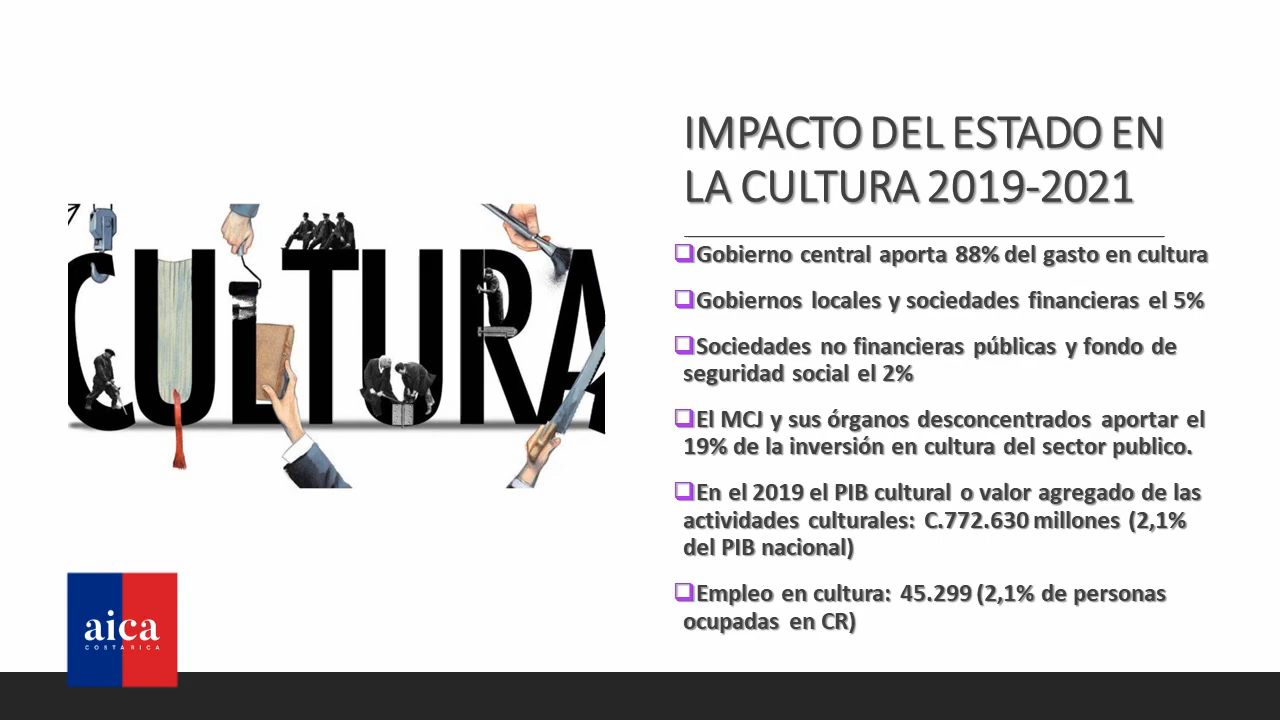 IMPACTO DEL ESTADO EN
LA CULTURA 2019-2021
CULTURA
Gobierno central aporta 88% del gasto en cultura
Gobiernos locales y sociedades financieras el 5%
Sociedades no financieras públicas y fondo de
seguridad social el 2%
El MCJ y sus órganos desconcentrados aportar el
19% de la inversión en cultura del sector publico.
En el 2019 el PIB cultural o valor agregado de las
actividades culturales: C.772.630 millones (2,1%
del PIB nacional)
Empleo en cultura: 45.299 (2,1% de personas
ocupadas en CR)
aica
COSTARICA